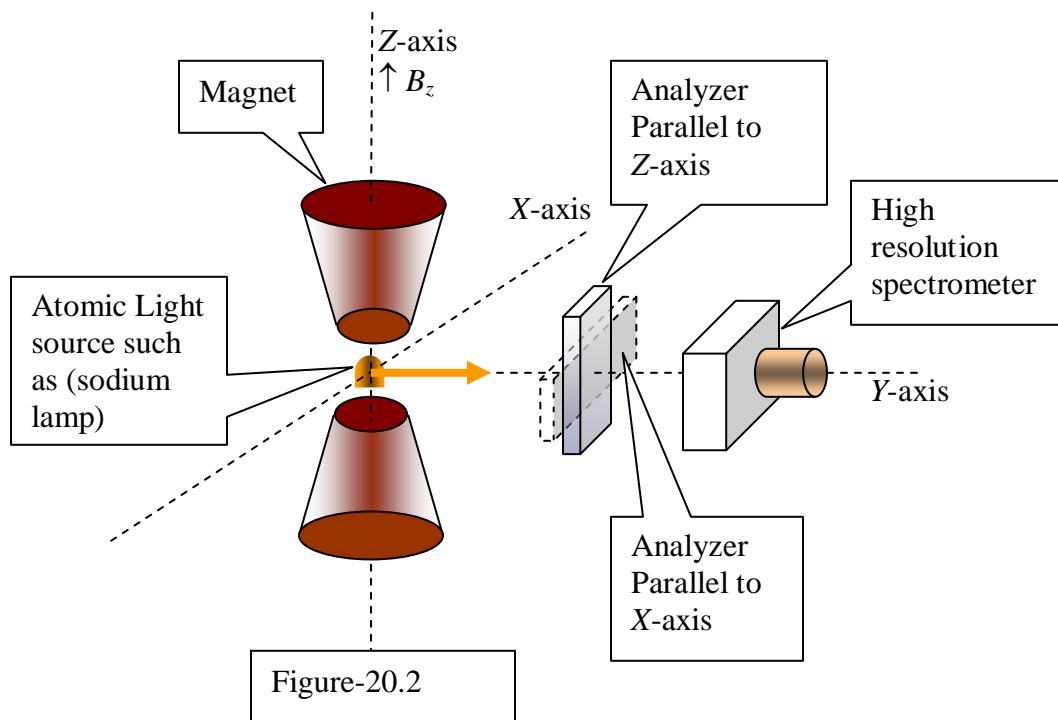 Z-axis
↑ Bz
Magnet
Analyzer
Parallel to
Z-axis
X-axis
High
resolution
spectrometer
Atomic Light
source such
as (sodium
lamp)
Y-axis
Analyzer
Parallel to
X-axis
Figure-20.2